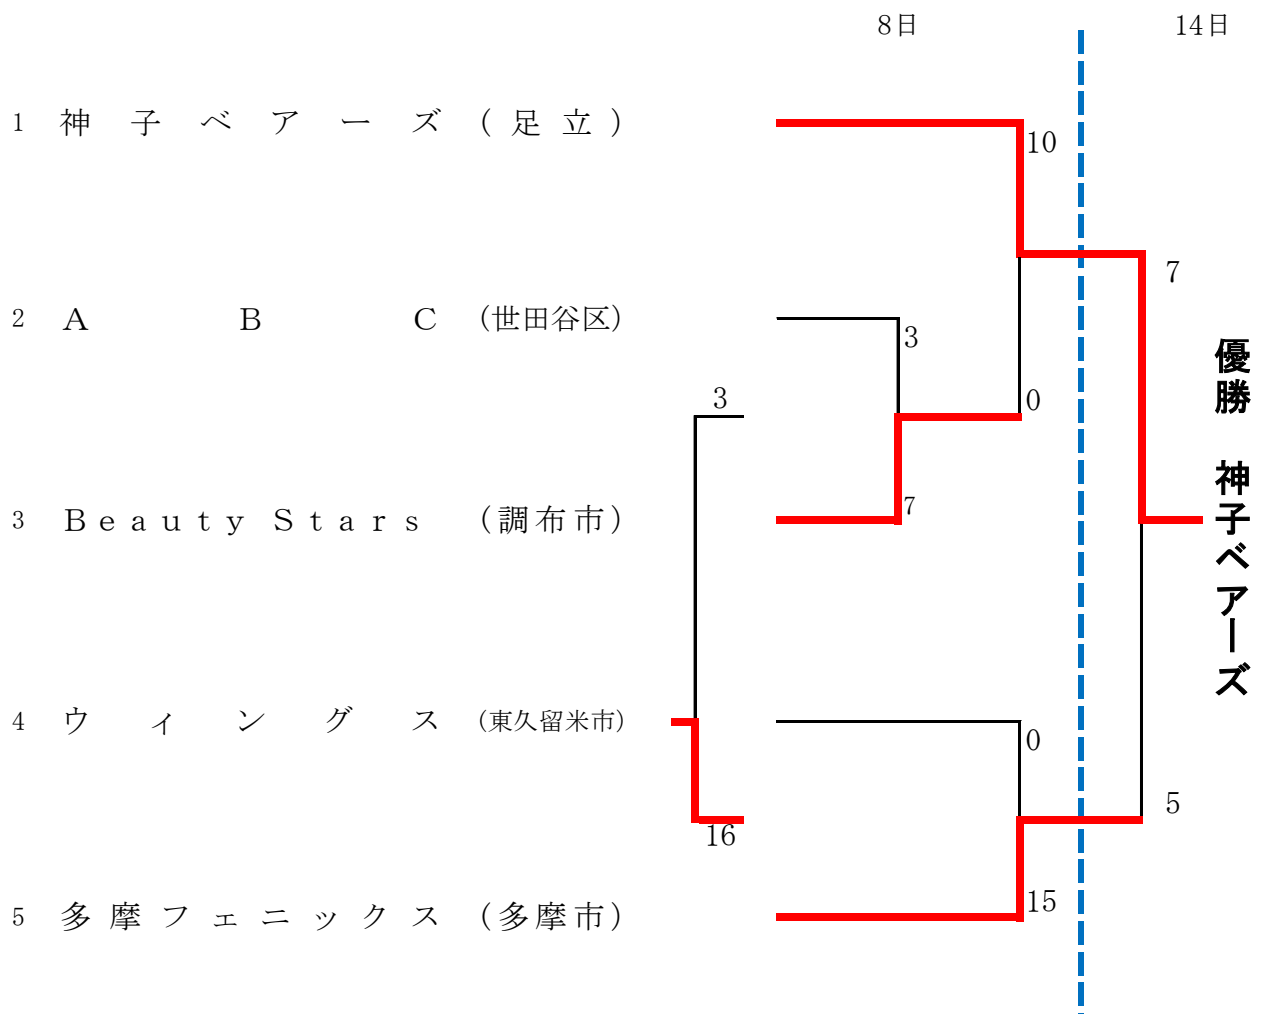 8日 14日
1 神子ベアーズ (足立)
10
7
2 ABC (世田谷区)
3
3
0
3 Beauty Stars (調布市)
7
優勝 神子ベアーズ
4 ウィングス (東久留米市)
0
5
16
5 多摩フェニックス (多摩市)
15